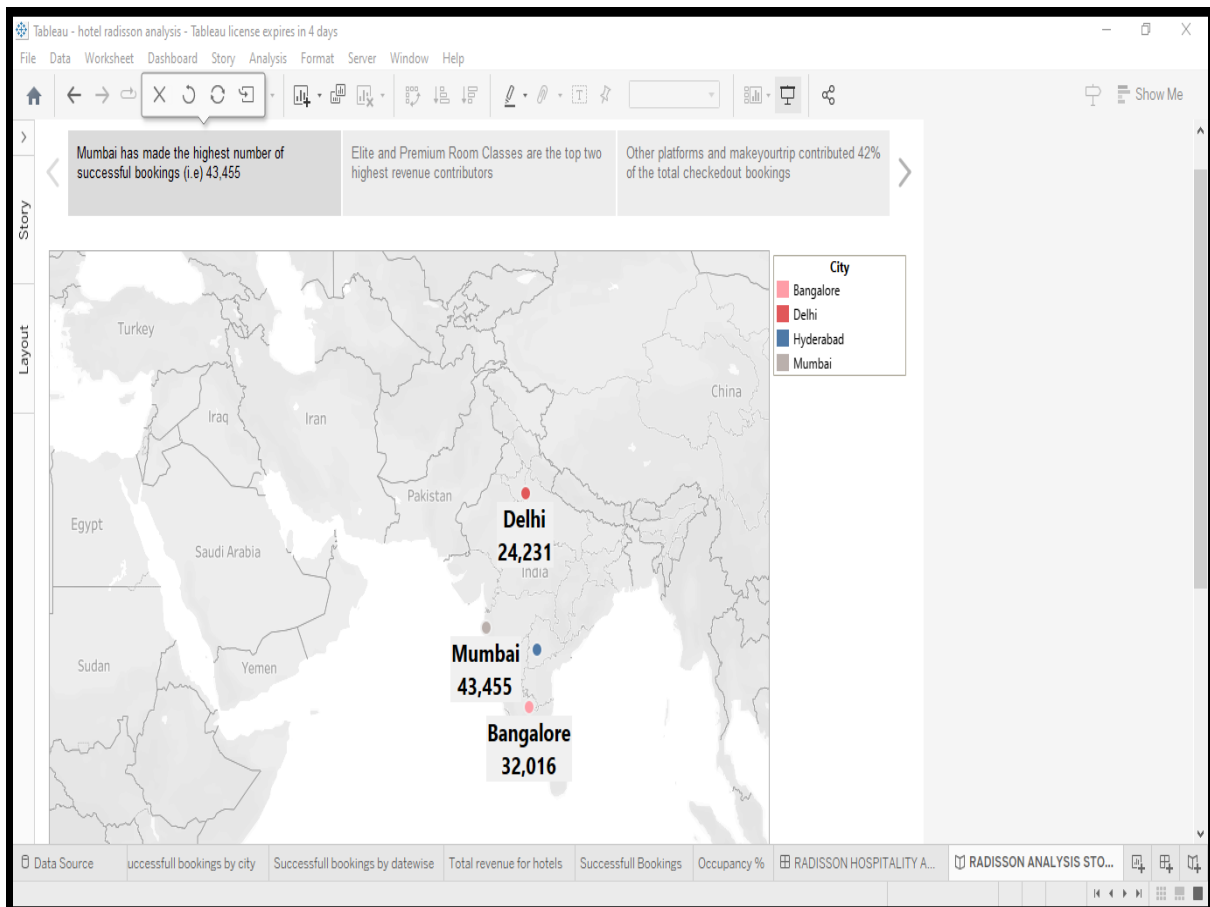 Tableau - hotel radisson analysis - Tableau license expires in 4 days
File Data Worksheet Dashboard Story Analysis Format Server Window Help
Show Me
Story
Layout
Mumbai has made the highest number of
successful bookings (i.e) 43,455
Elite and Premium Room Classes are the top two
highest revenue contributors
Other platforms and makeyourtrip contributed 42%
of the total checkedout bookings
City
Bangalore
Delhi
Hyderabad
Mumbai
Turkey
China
Iraq
Iran
Pakistan
Egypt
Saudi Arabia
Delhi
24,231
India
Sudan
Yemen
Mumbai
43,455
Bangalore
32,016
Data Source
uccessfull bookings by city
Successfull bookings by datewise
Total revenue for hotels
Successfull Bookings
Occupancy %
RADISSON HOSPITALITY A...
RADISSON ANALYSIS STO...